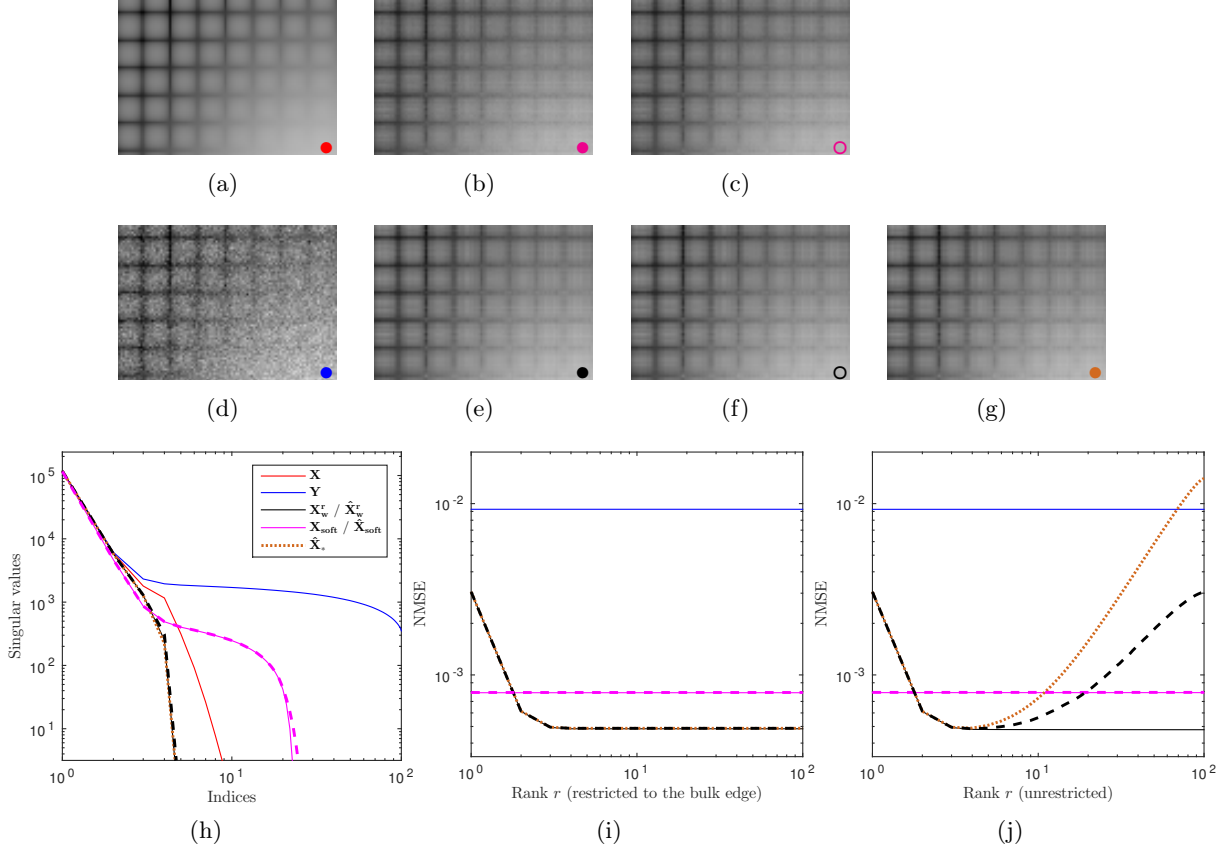 (a)
(b)
(c)
(d)
(e)
(f)
(g)
10^5
10^4
10^3
10^2
10^1
Singular values
X
Y
X_w^r / X̂_w^r
X_soft / X̂_soft
X̂_*
10^0
10^1
10^2
Indices
(h)
10^-2
10^-3
NMSE
10^0
10^1
10^2
Rank r (restricted to the bulk edge)
(i)
10^-2
10^-3
NMSE
10^0
10^1
10^2
Rank r (unrestricted)
(j)